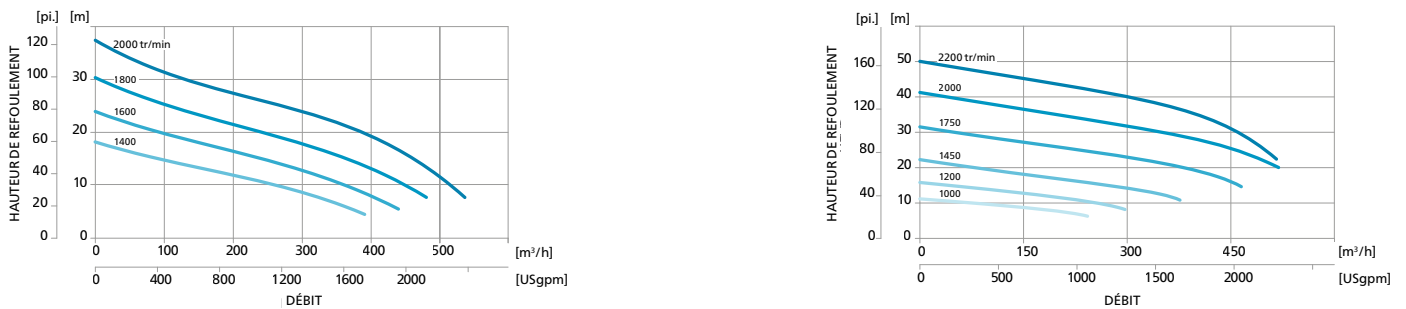 [pi.] [m]
HAUTEUR DE REFOULEMENT
120
100
80
60
40
20
0
30
20
10
0
2000 tr/min
1800
1600
1400
0 100 200 300 400 500 [m³/h]
0 400 800 1200 1600 2000 [USgpm]
DÉBIT
[pi.] [m]
HAUTEUR DE REFOULEMENT
160
120
80
40
0
50
40
30
20
10
0
2200 tr/min
2000
1750
1450
1200
1000
0 150 300 450 [m³/h]
0 500 1000 1500 2000 [USgpm]
DÉBIT